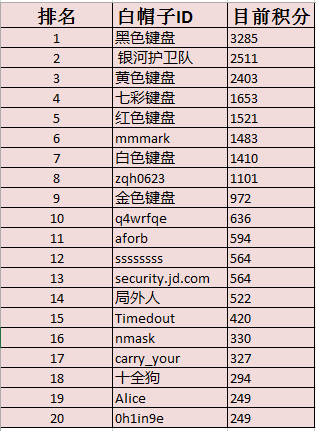 排名 白帽子ID 目前积分
1 黑色键盘 3285
2 银河护卫队 2511
3 黄色键盘 2403
4 七彩键盘 1653
5 红色键盘 1521
6 mmmark 1483
7 白色键盘 1410
8 zqh0623 1101
9 金色键盘 972
10 q4wrfqe 636
11 aforb 594
12 ssssssss 564
13 security.jd.com 564
14 局外人 522
15 Timedout 420
16 nmask 330
17 carry_your 327
18 十全狗 294
19 Alice 249
20 0h1in9e 249